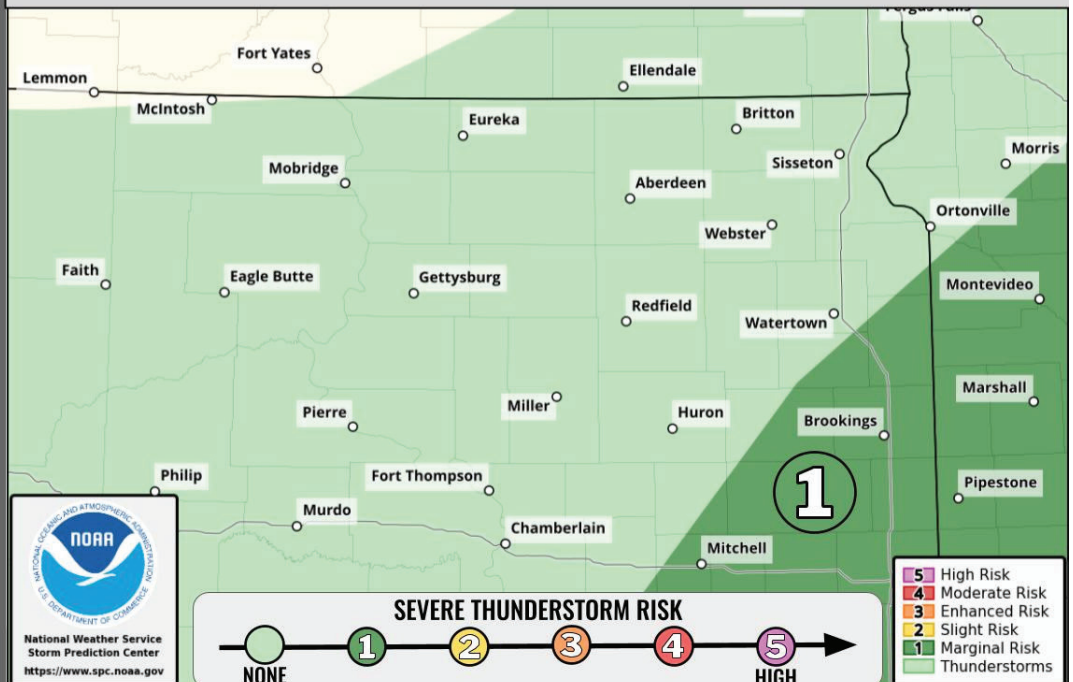 Fergus Falls
Fort Yates
Lemmon
Ellendale
McIntosh
Eureka
Britton
Morris
Sisseton
Mobridge
Aberdeen
Ortonville
Webster
Faith
Eagle Butte
Gettysburg
Montevideo
Redfield
Watertown
Marshall
Miller
Pierre
Huron
Brookings
Philip
Fort Thompson
Pipestone
1
Murdo
Chamberlain
Mitchell
NATIONAL OCEANIC AND ATMOSPHERIC ADMINISTRATION
NOAA
U.S. DEPARTMENT OF COMMERCE
National Weather Service
Storm Prediction Center
https://www.spc.noaa.gov
SEVERE THUNDERSTORM RISK
1 2 3 4 5
NONE HIGH
5 High Risk
4 Moderate Risk
3 Enhanced Risk
2 Slight Risk
1 Marginal Risk
Thunderstorms